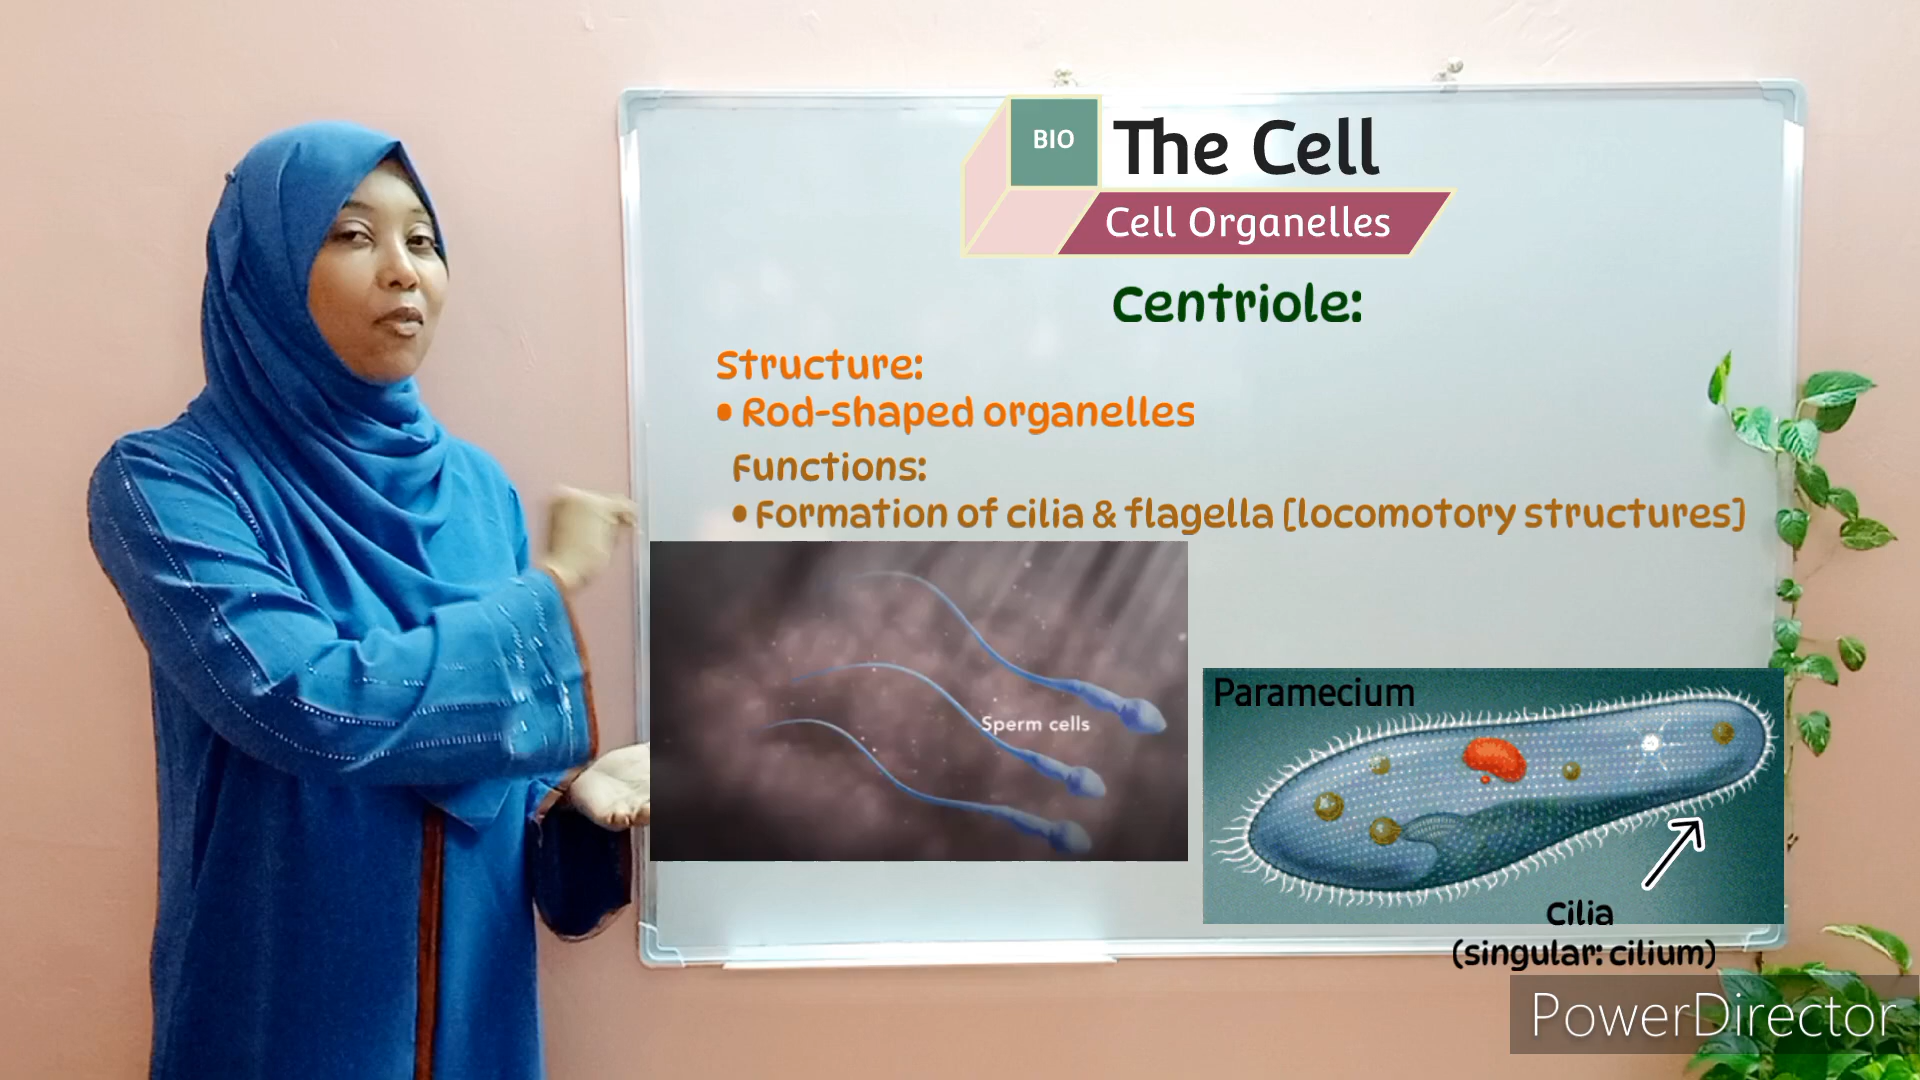 BIO
The Cell
Cell Organelles
Centriole:
Structure:
• Rod-shaped organelles
Functions:
• Formation of cilia & flagella [locomotory structures]
Sperm cells
Paramecium
Cilia
(singular: cilium)
PowerDirector